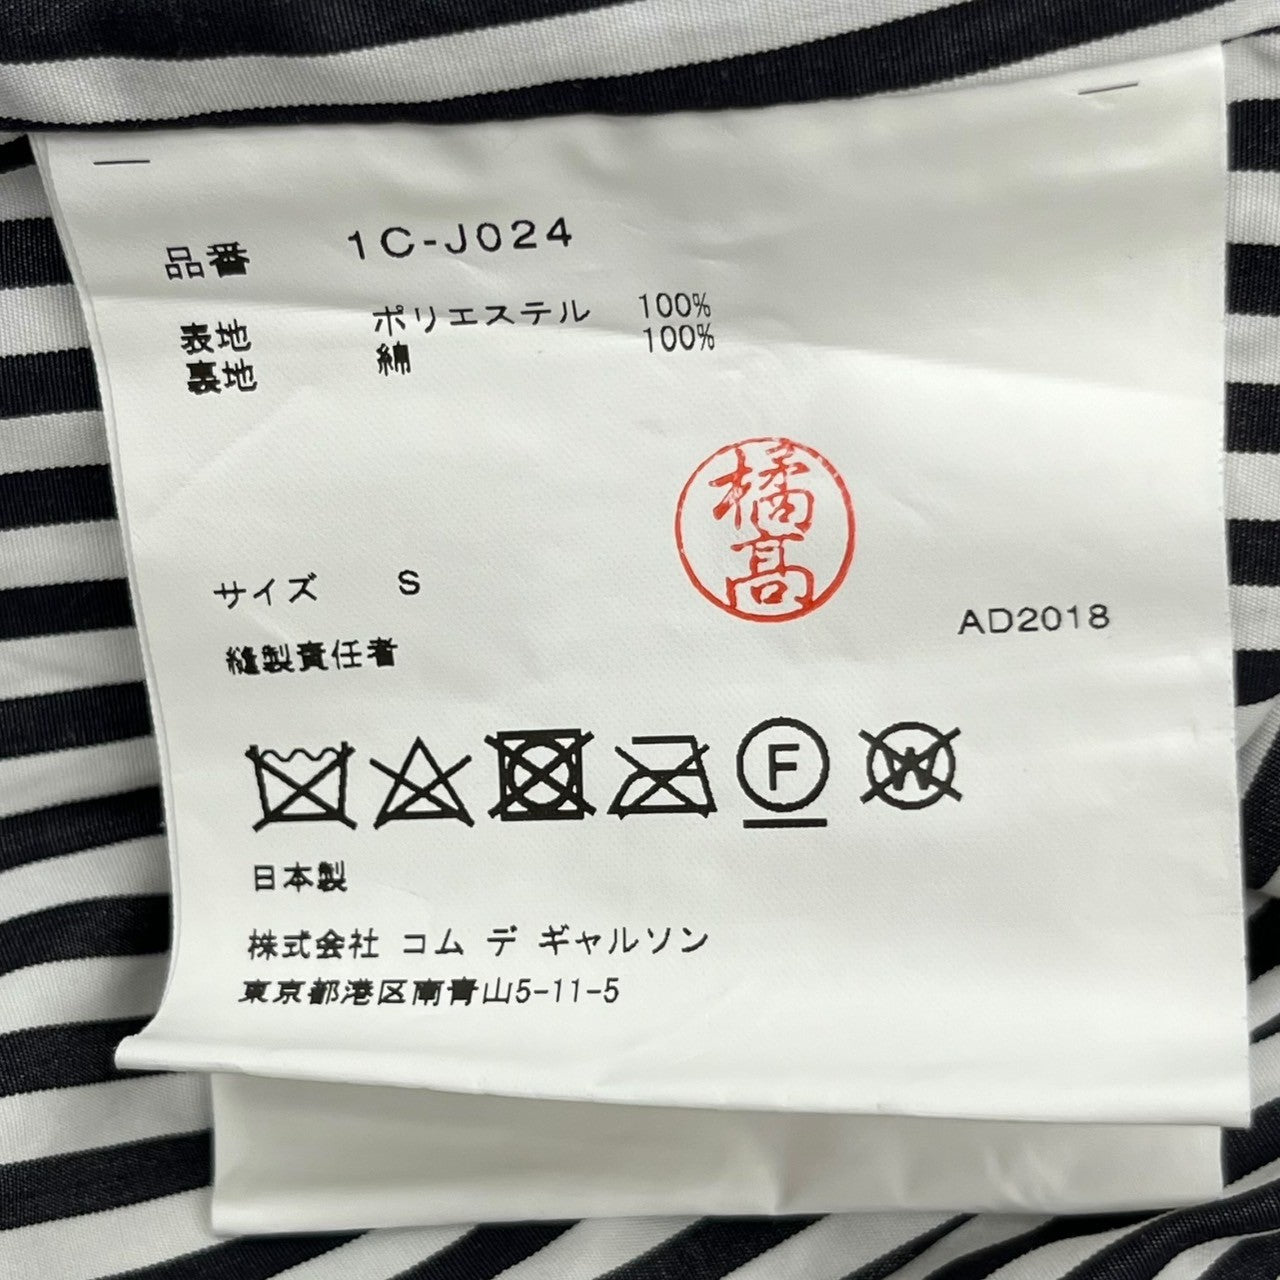 品番 1C-J024
表地 ポリエステル 100%
裏地 綿 100%
橘
高
サイズ S
AD2018
縫製責任者
F
W
日本製
株式会社 コム デ ギャルソン
東京都港区南青山5-11-5